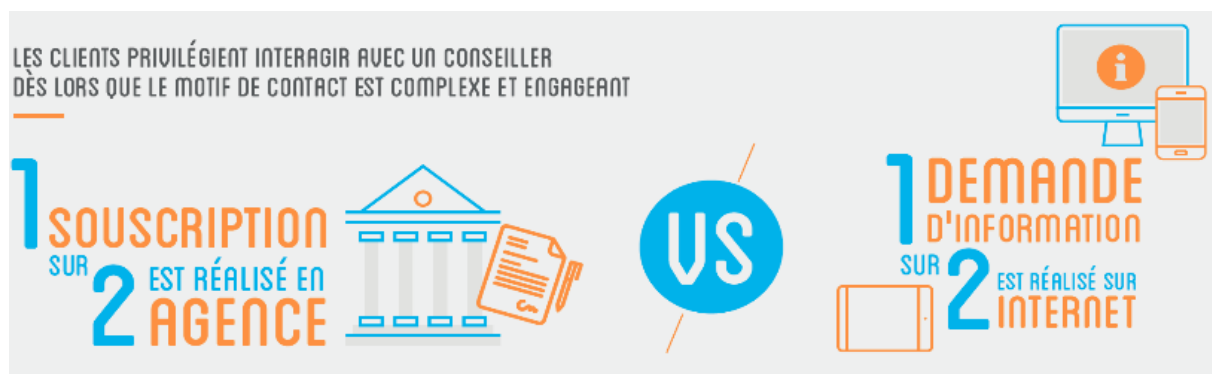 LES CLIENTS PRIVILÉGIENT INTERAGIR AVEC UN CONSEILLER
DÈS LORS QUE LE MOTIF DE CONTACT EST COMPLEXE ET ENGAGEANT
1 SOUSCRIPTION
SUR 2 EST RÉALISÉ EN
AGENCE
VS
1 DEMANDE
D'INFORMATION
SUR 2 EST RÉALISÉ SUR
INTERNET